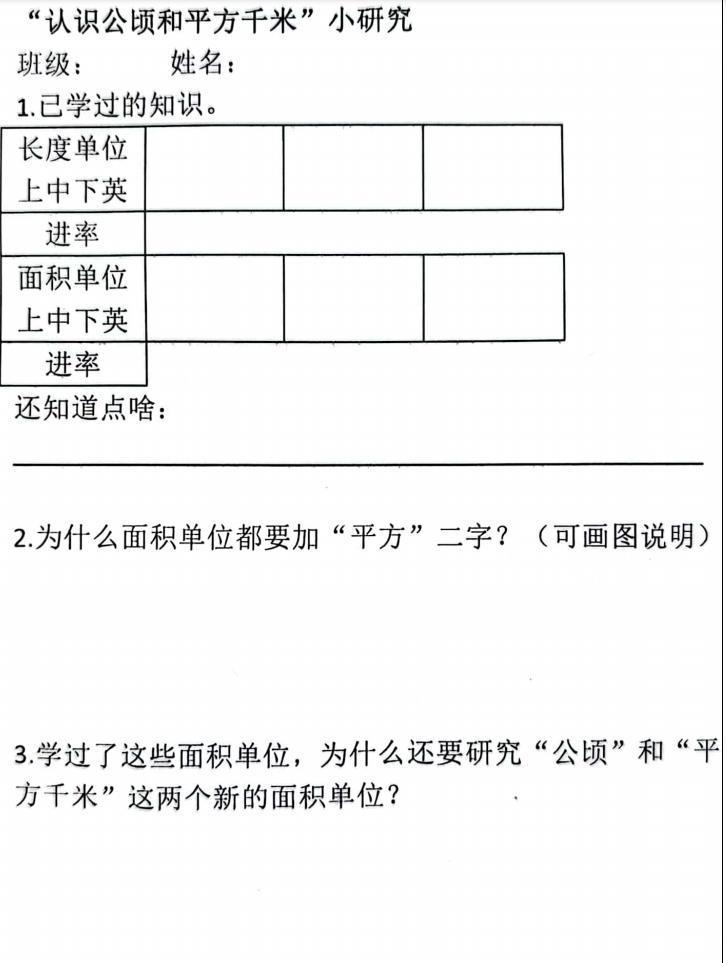 “认识公顷和平方千米”小研究
班级：  姓名：
1.已学过的知识。
长度单位
上中下英
进率
面积单位
上中下英
进率
还知道点啥：
2.为什么面积单位都要加“平方”二字？（可画图说明）
3.学过了这些面积单位，为什么还要研究“公顷”和“平
方千米”这两个新的面积单位？